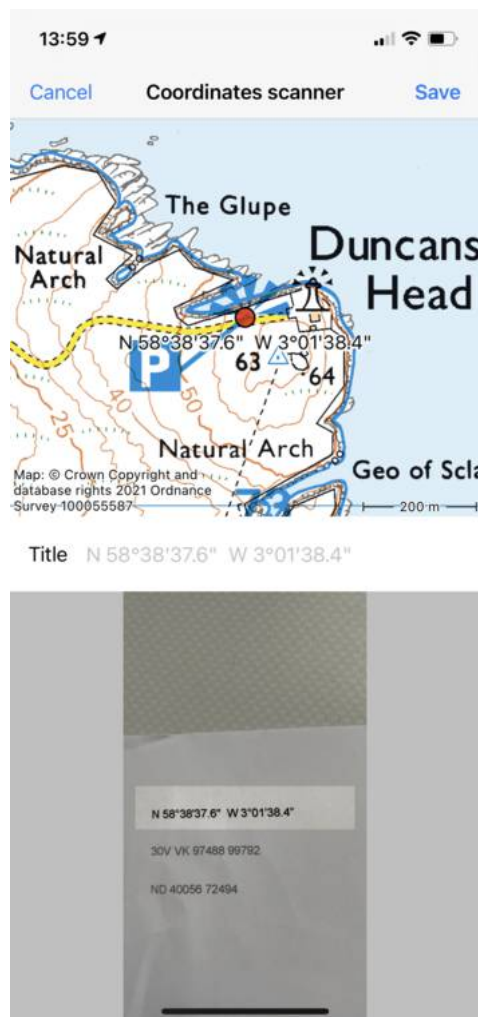 13:59
Cancel Coordinates scanner Save
The Glupe
Duncans
Head
Natural
Arch
N 58°38'37.6" W 3°01'38.4"
P
63
64
50
40
25
Natural Arch
Geo of Scla
Map: © Crown Copyright and
database rights 2021 Ordnance
Survey 100055587
200 m
Title N 58°38'37.6" W 3°01'38.4"
N 58°38'37.6" W 3°01'38.4"
30V VK 97488 99792
ND 40056 72494